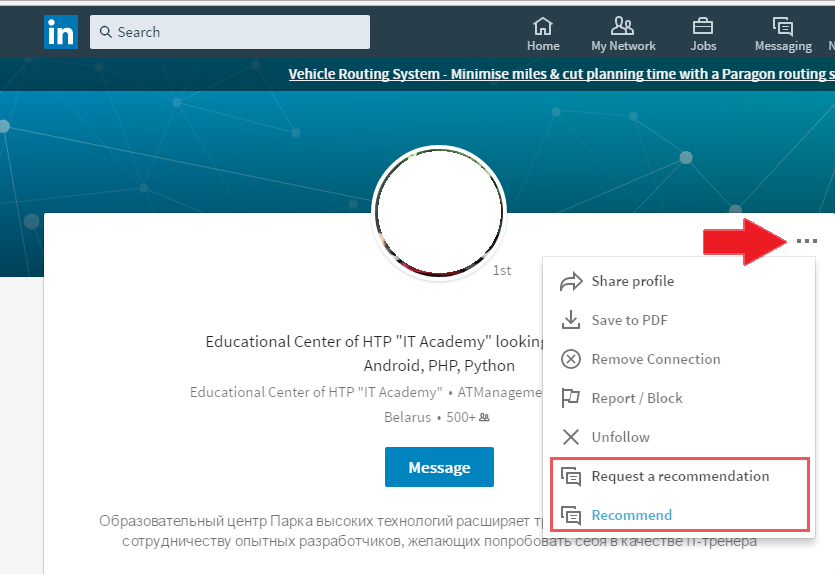 in
Search
Home
My Network
Jobs
Messaging
N
Vehicle Routing System - Minimise miles & cut planning time with a Paragon routing s
1st
Share profile
Save to PDF
Remove Connection
Report / Block
Unfollow
Request a recommendation
Recommend
Educational Center of HTP "IT Academy" looking
Android, PHP, Python
Educational Center of HTP "IT Academy" • ATManageme
Belarus • 500+
Message
Образовательный центр Парка высоких технологий расширяет
сотрудничеству опытных разработчиков, желающих попробовать себя в качестве IT-тренера